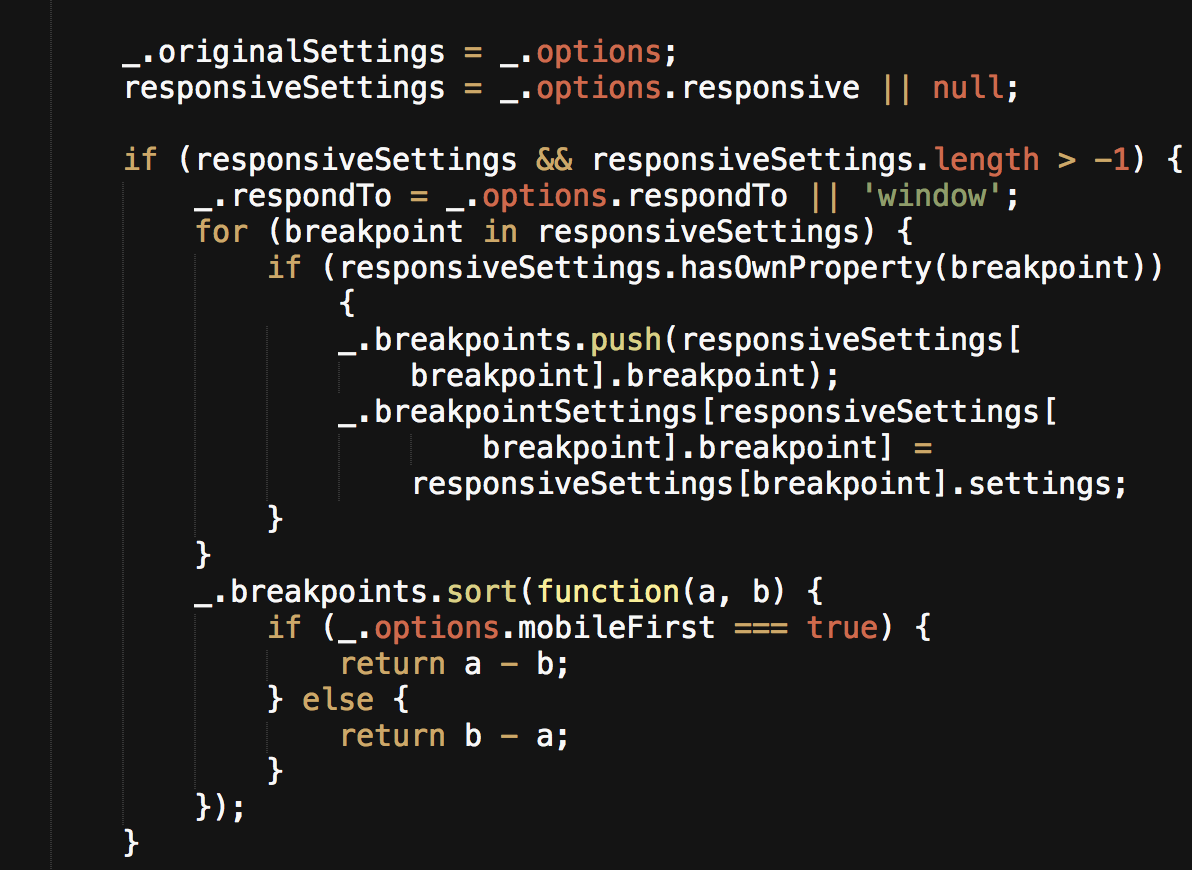 _.originalSettings = _.options;
responsiveSettings = _.options.responsive || null;

if (responsiveSettings && responsiveSettings.length > -1) {
    _.respondTo = _.options.respondTo || 'window';
    for (breakpoint in responsiveSettings) {
        if (responsiveSettings.hasOwnProperty(breakpoint))
            {
            _.breakpoints.push(responsiveSettings[
                breakpoint].breakpoint);
            _.breakpointSettings[responsiveSettings[
                    breakpoint].breakpoint] =
                responsiveSettings[breakpoint].settings;
        }
    }
    _.breakpoints.sort(function(a, b) {
        if (_.options.mobileFirst === true) {
            return a - b;
        } else {
            return b - a;
        }
    });
}